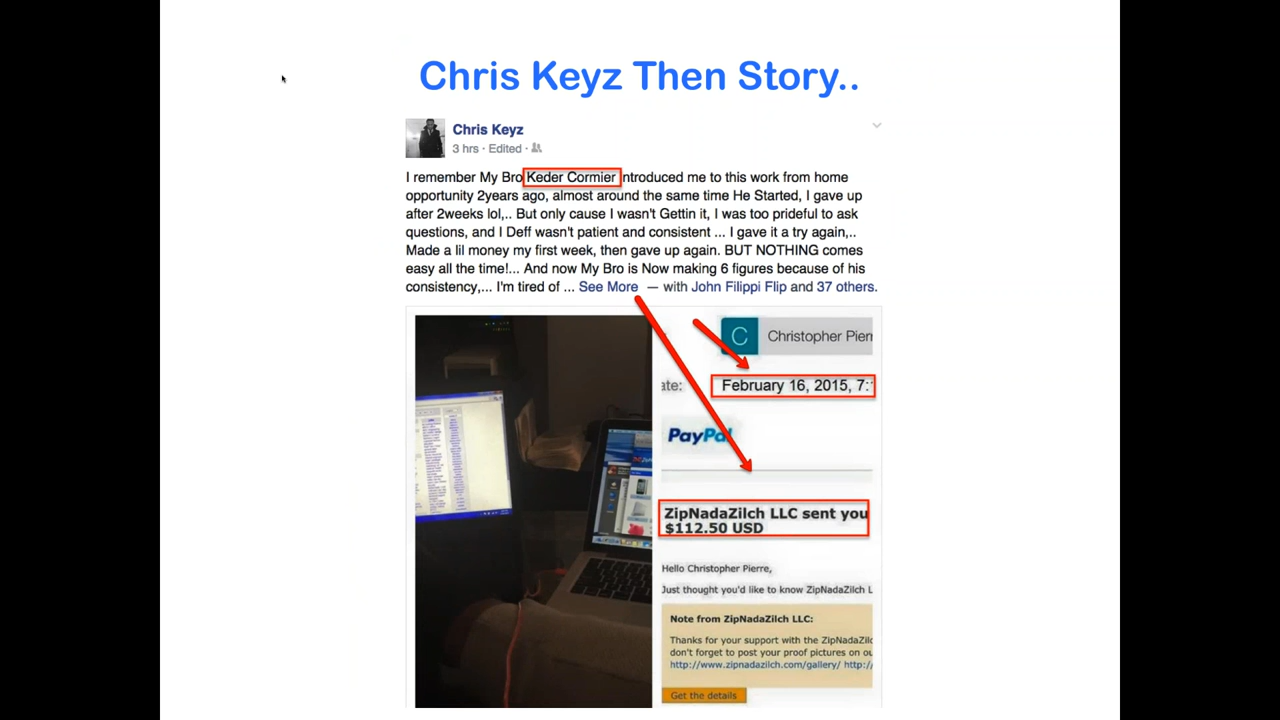 Chris Keyz Then Story..
Chris Keyz
3 hrs · Edited ·
I remember My Bro Keder Cormier introduced me to this work from home
opportunity 2years ago, almost around the same time He Started, I gave up
after 2weeks lol,.. But only cause I wasn't Gettin it, I was too prideful to ask
questions, and I Deff wasn't patient and consistent ... I gave it a try again,..
Made a lil money my first week, then gave up again. BUT NOTHING comes
easy all the time!... And now My Bro is Now making 6 figures because of his
consistency,... I'm tired of ... See More — with John Filippi Flip and 37 others.
C Christopher Pierr
ate: February 16, 2015, 7:
PayPal
ZipNadaZilch LLC sent you
$112.50 USD
Hello Christopher Pierre,
Just thought you'd like to know ZipNadaZilch L
Note from ZipNadaZilch LLC:
Thanks for your support with the ZipNadaZilc
don't forget to post your proof pictures on ou
http://www.zipnadazilch.com/gallery/ http:/
Get the details